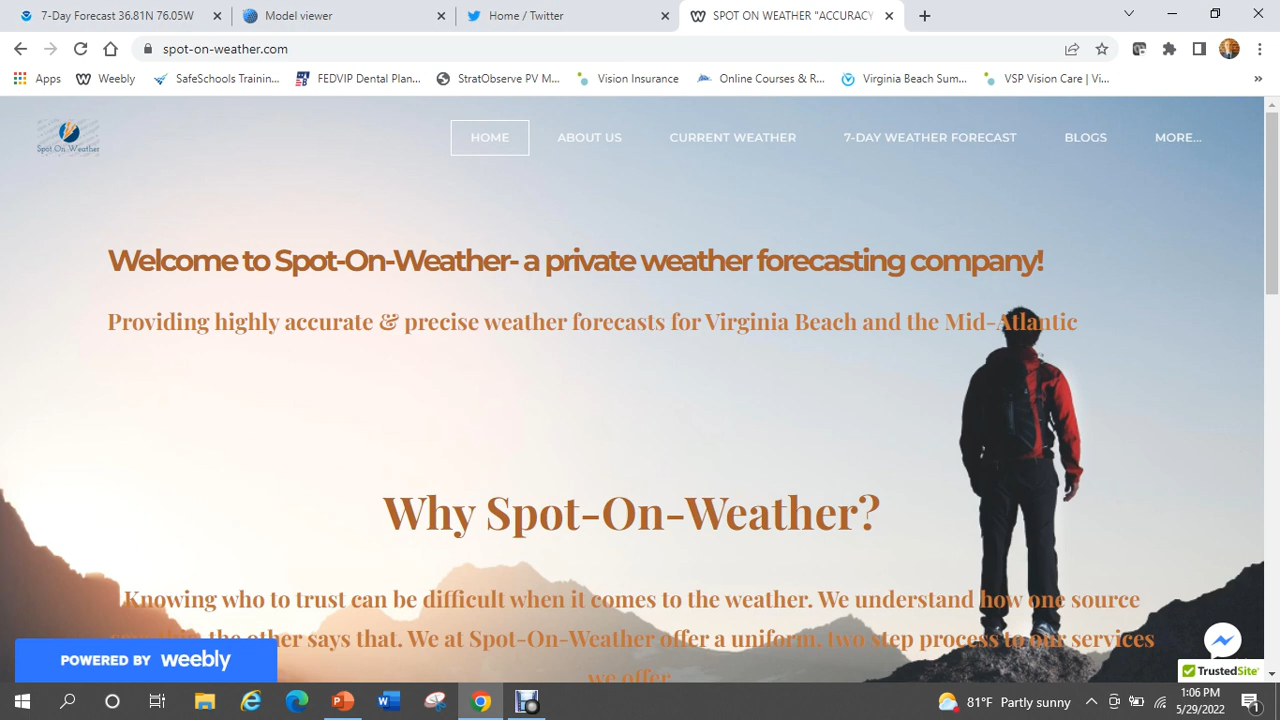 7-Day Forecast 36.81N 76.05W
Model viewer
Home / Twitter
SPOT ON WEATHER "ACCURACY
spot-on-weather.com
Apps
Weebly
SafeSchools Trainin...
FEDVIP Dental Plan...
StratObserve PV M...
Vision Insurance
Online Courses & R...
Virginia Beach Sum...
VSP Vision Care | Vi...
»
Spot On Weather
HOME
ABOUT US
CURRENT WEATHER
7-DAY WEATHER FORECAST
BLOGS
MORE...
Welcome to Spot-On-Weather- a private weather forecasting company!
Providing highly accurate & precise weather forecasts for Virginia Beach and the Mid-Atlantic
Why Spot-On-Weather?
Knowing who to trust can be difficult when it comes to the weather. We understand how one source
the other says that. We at Spot-On-Weather offer a uniform, two step process to our services
we offer
POWERED BY weebly
TrustedSite
81°F Partly sunny
1:06 PM
5/29/2022
1